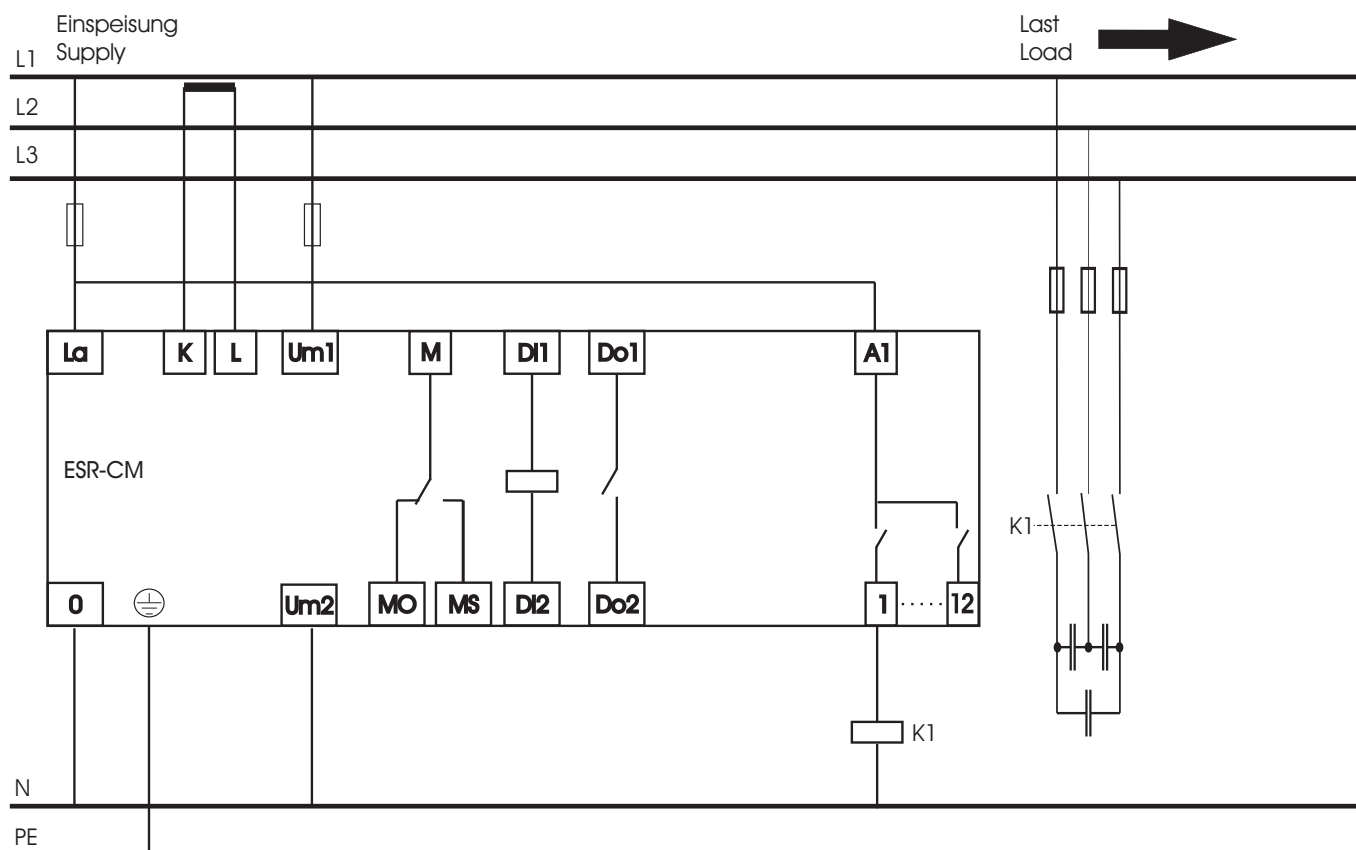 Einspeisung
Supply
Last
Load
L1
L2
L3
La
K
L
Um1
M
DI1
Do1
A1
ESR-CM
K1
0
Um2
MO
MS
DI2
Do2
1
.....
12
K1
N
PE